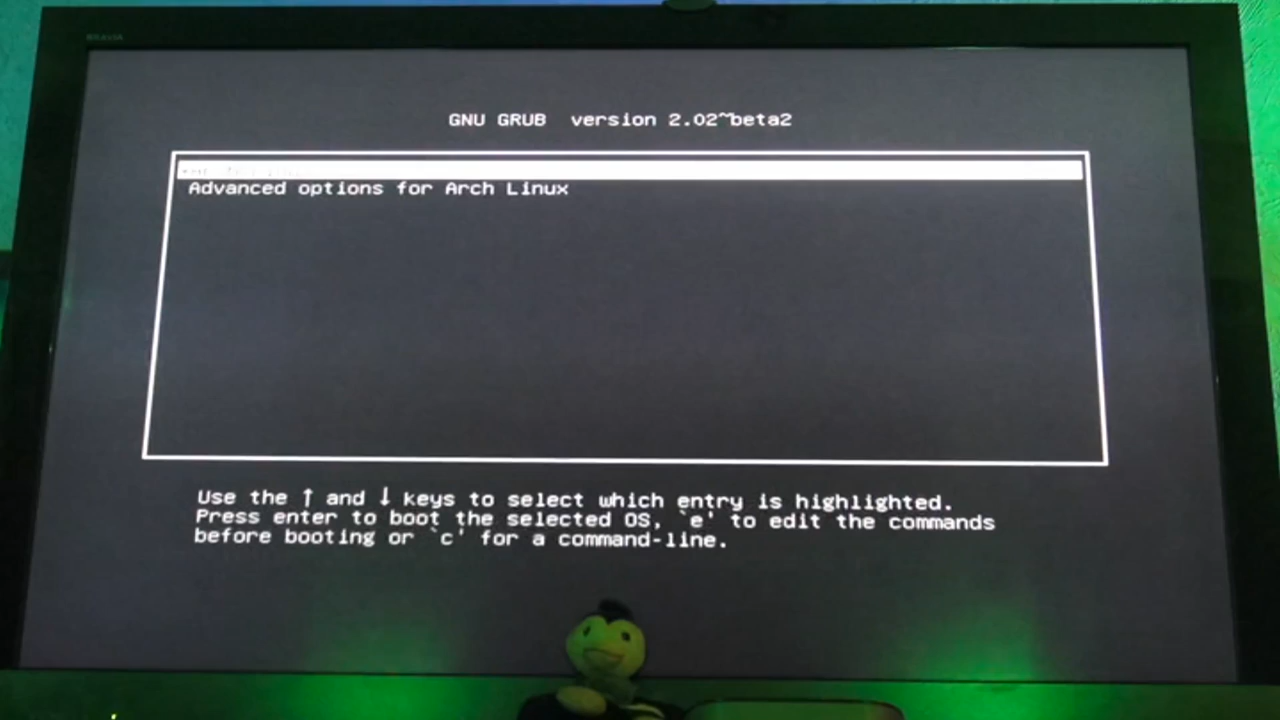 BRAVIA
GNU GRUB version 2.02~beta2
Advanced options for Arch Linux
Use the ↑ and ↓ keys to select which entry is highlighted.
Press enter to boot the selected OS, `e' to edit the commands
before booting or `c' for a command-line.